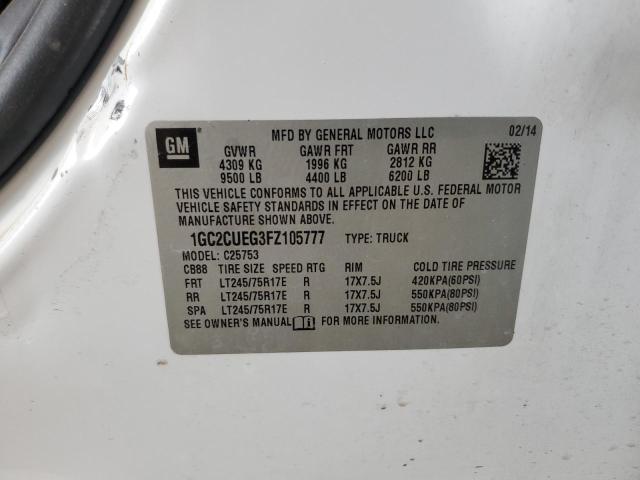 GM
MFD BY GENERAL MOTORS LLC 02/14
GVWR GAWR FRT GAWR RR
4309 KG 1996 KG 2812 KG
9500 LB 4400 LB 6200 LB
THIS VEHICLE CONFORMS TO ALL APPLICABLE U.S. FEDERAL MOTOR
VEHICLE SAFETY STANDARDS IN EFFECT ON THE DATE OF
MANUFACTURE SHOWN ABOVE.
1GC2CUEG3FZ105777 TYPE: TRUCK
MODEL: C25753
CB88 TIRE SIZE SPEED RTG RIM COLD TIRE PRESSURE
FRT LT245/75R17E R 17X7.5J 420KPA(60PSI)
RR LT245/75R17E R 17X7.5J 550KPA(80PSI)
SPA LT245/75R17E R 17X7.5J 550KPA(80PSI)
SEE OWNER'S MANUAL FOR MORE INFORMATION.